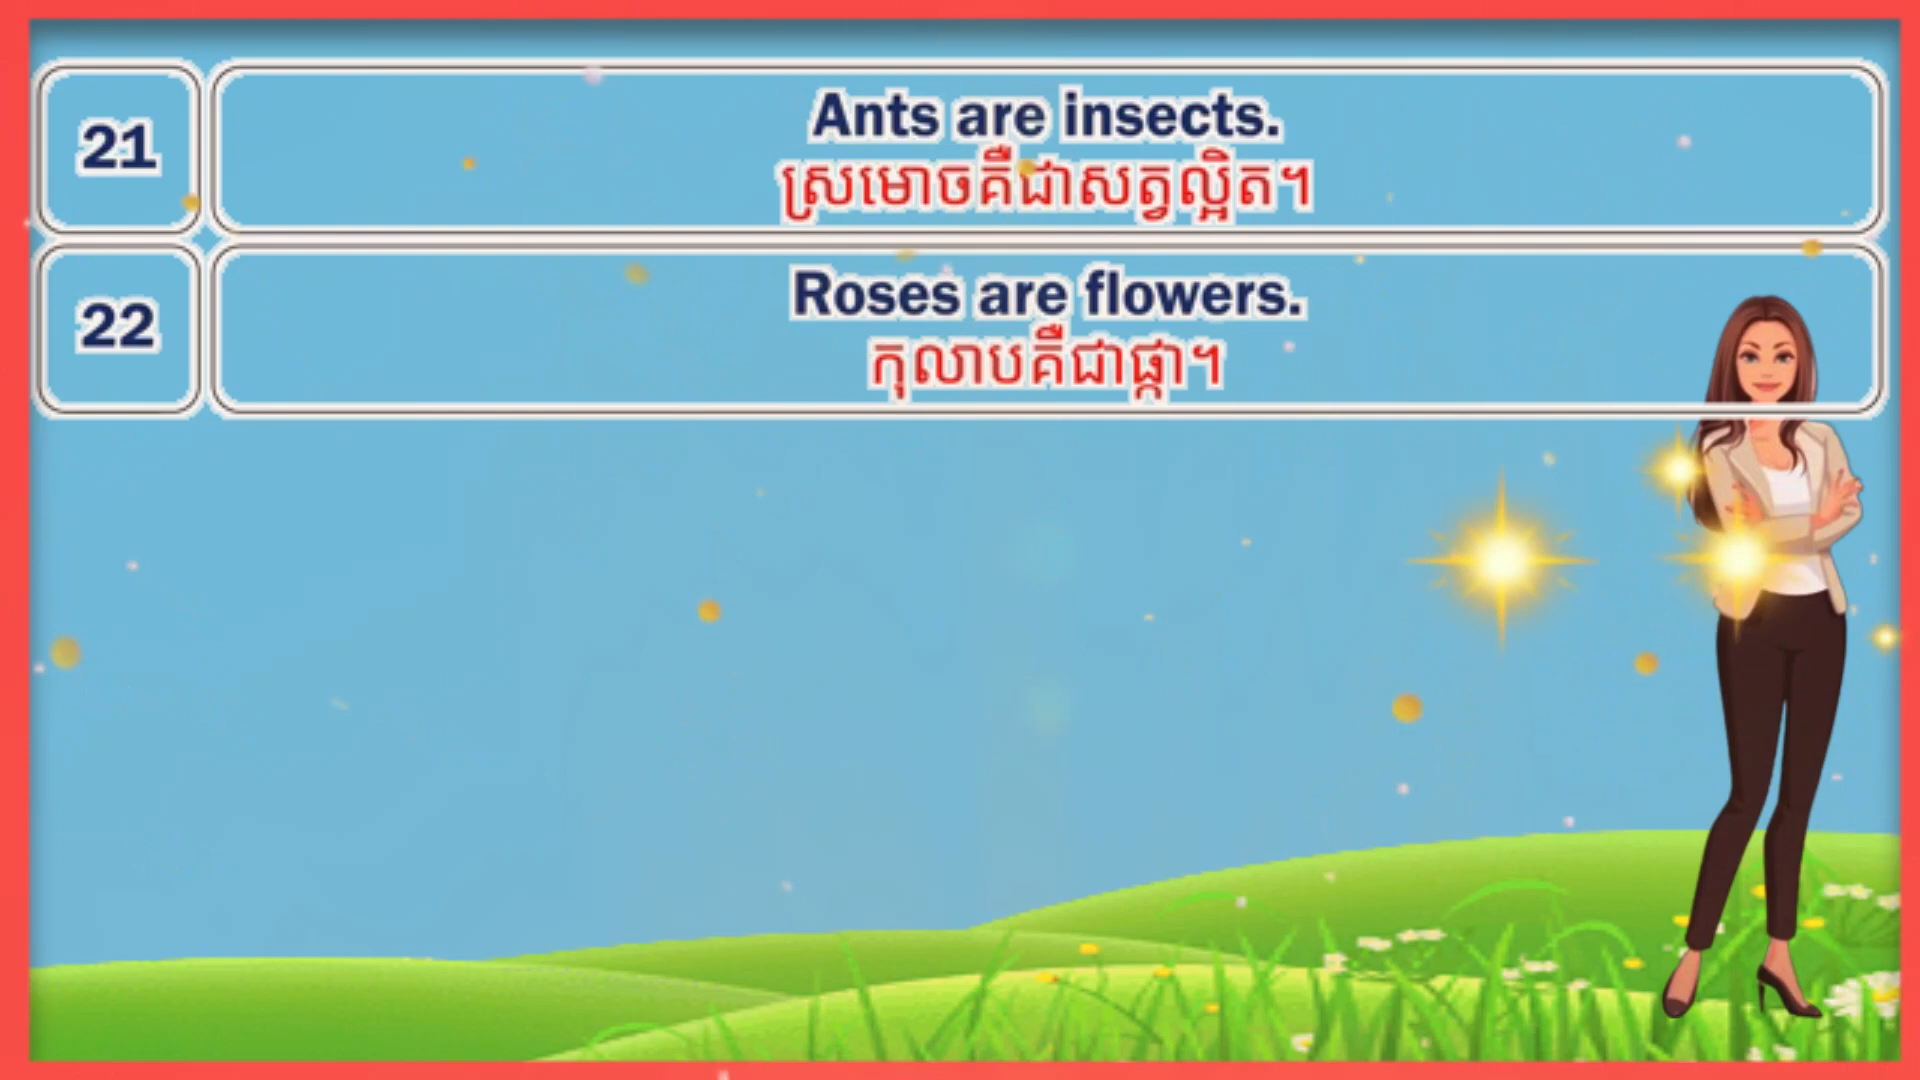 21
Ants are insects.
ស្រមោចគឺជាសត្វល្អិត។
22
Roses are flowers.
កុលាបគឺជាផ្កា។